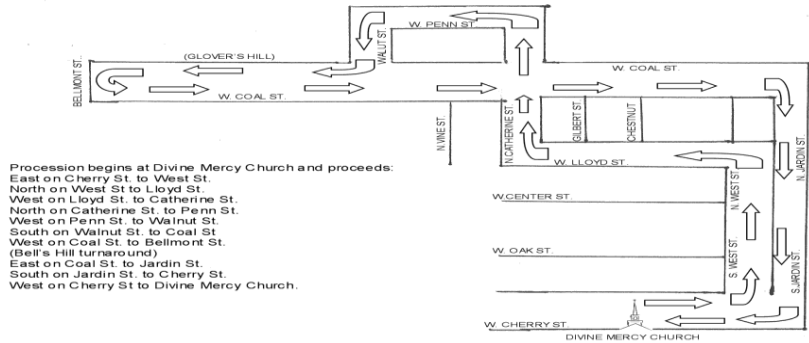 W. PENN ST.
WALUT ST.
(GLOVER'S HILL)
BELLMONT ST.
W. COAL ST.
W. COAL ST.
N.VINE ST.
N.CATHERINE ST.
GILBERT ST.
CHESTNUT
N. JARDIN ST.
W. LLOYD ST.
Procession begins at Divine Mercy Church and proceeds:
East on Cherry St. to West St.
North on West St to Lloyd St.
West on Lloyd St. to Catherine St.
North on Catherine St. to Penn St.
West on Penn St. to Walnut St.
South on Walnut St. to Coal St
West on Coal St. to Bellmont St.
(Bell's Hill turnaround)
East on Coal St. to Jardin St.
South on Jardin St. to Cherry St.
West on Cherry St to Divine Mercy Church.
W.CENTER ST.
N. WEST ST.
W. OAK ST.
S. WEST ST.
S.JARDIN ST.
W. CHERRY ST.
DIVINE MERCY CHURCH